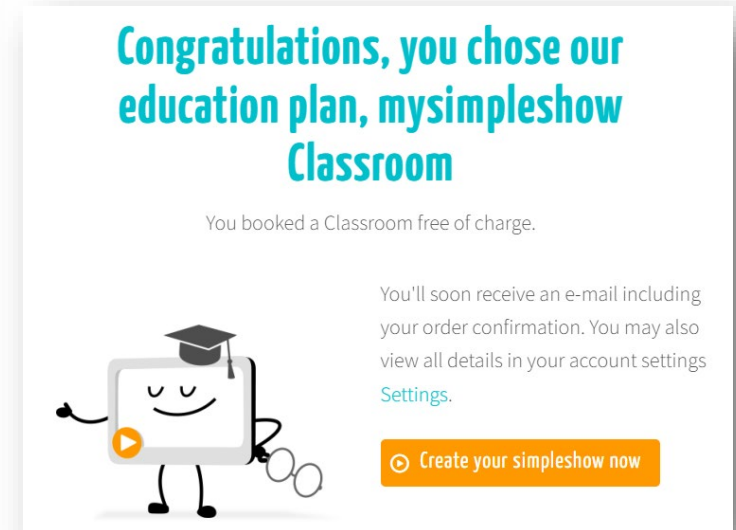 Congratulations, you chose our
education plan, mysimpleshow
Classroom
You booked a Classroom free of charge.
You'll soon receive an e-mail including
your order confirmation. You may also
view all details in your account settings
Settings.
Create your simpleshow now